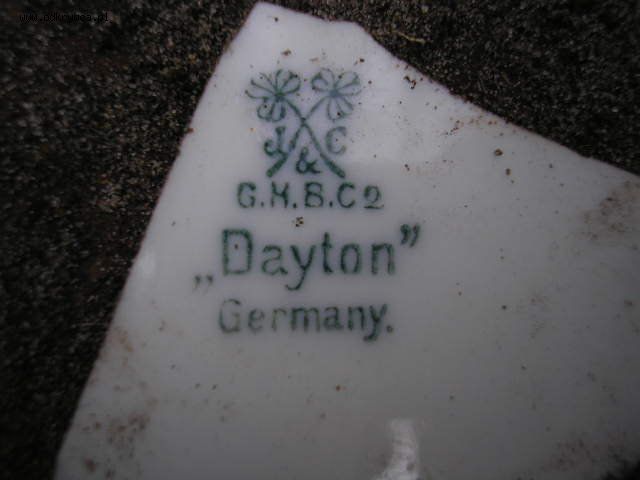 J C
&
G.H.B.C2
„Dayton”
Germany.